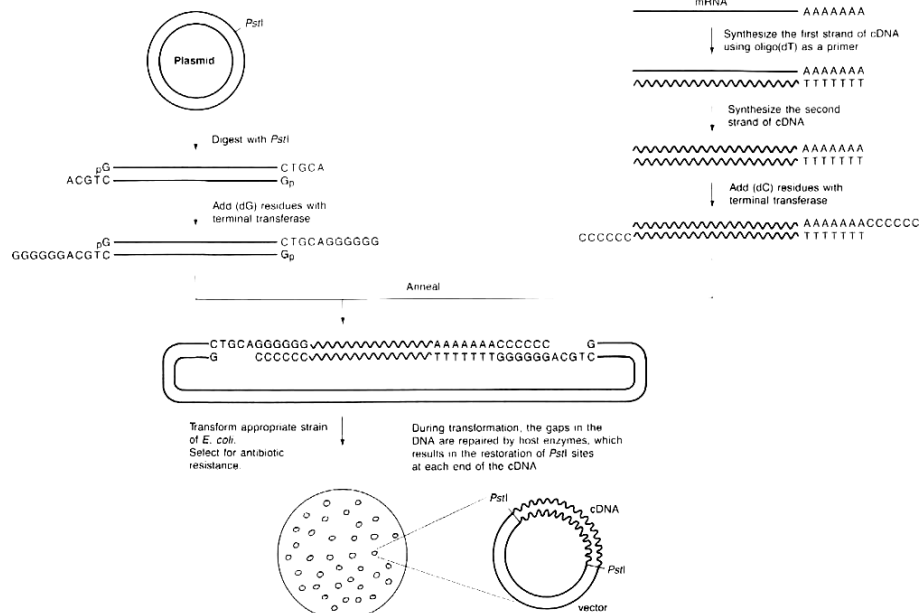 PstI
Plasmid
Digest with PstI
pG CTGCA
ACGTC Gp
Add (dG) residues with
terminal transferase
pG CTGCAGGGGGG
GGGGGGACGTC Gp
mRNA
AAAAAAA
Synthesize the first strand of cDNA
using oligo(dT) as a primer
AAAAAAA
TTTTTTT
Synthesize the second
strand of cDNA
AAAAAAA
TTTTTTT
Add (dC) residues with
terminal transferase
AAAAAAACCCCCC
CCCCCC TTTTTTT
Anneal
CTGCAGGGGGG AAAAAAACCCCCC G
G CCCCCC TTTTTTTGGGGGGACGTC
Transform appropriate strain
of E. coli.
Select for antibiotic
resistance.
During transformation, the gaps in the
DNA are repaired by host enzymes, which
results in the restoration of PstI sites
at each end of the cDNA
PstI
cDNA
PstI
vector